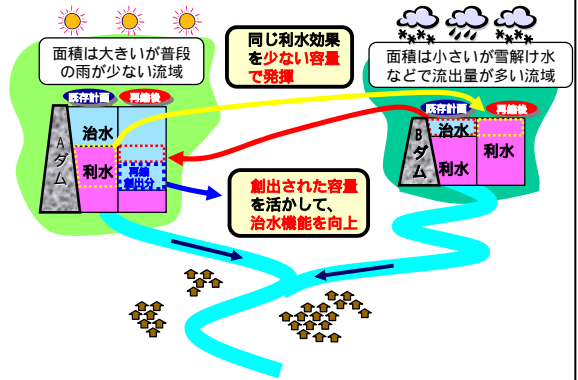 面積は大きいが普段
の雨が少ない流域
同じ利水効果
を少ない容量
で発揮
面積は小さいが雪解け水
などで流出量が多い流域
既存計画
再編後
Aダム
治水
利水
再編
創出分
既存計画
再編後
Bダム
治水
利水
利水
創出された容量
を活かして、
治水機能を向上